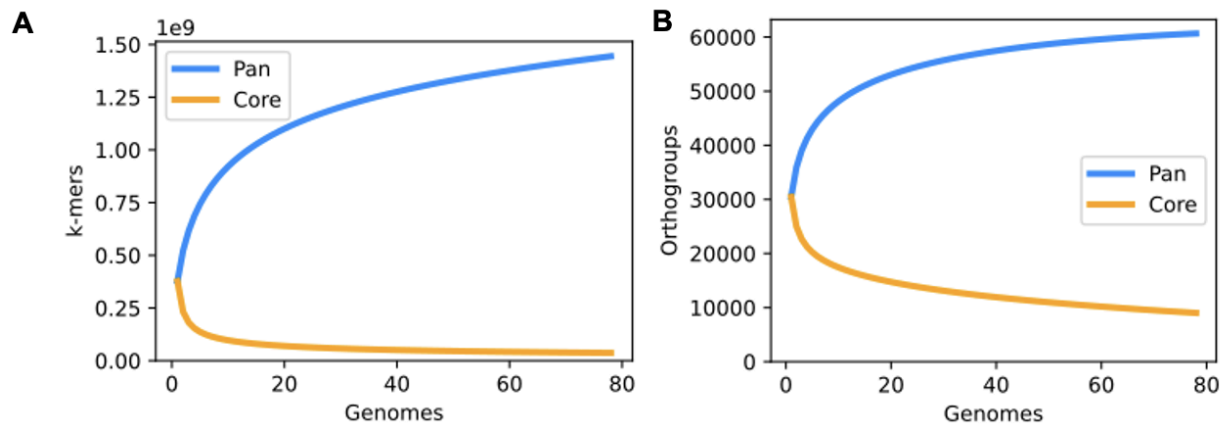 A
1e9
1.50
1.25
1.00
0.75
0.50
0.25
0.00
k-mers
Pan
Core
0
20
40
60
80
Genomes
B
60000
50000
40000
30000
20000
10000
0
Orthogroups
Pan
Core
0
20
40
60
80
Genomes